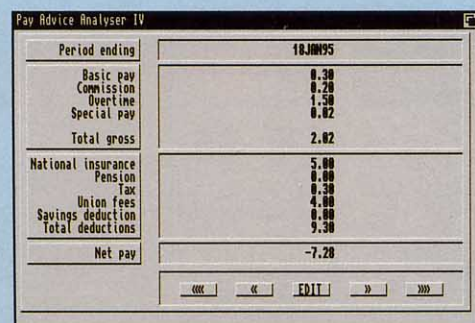 Pay Advice Analyser IV
Period ending 18JAN95
Basic pay 0.30
Commission 0.20
Overtime 1.50
Special pay 0.02
Total gross 2.02
National insurance 5.00
Pension 0.00
Tax 0.30
Union fees 4.00
Savings deduction 0.00
Total deductions 9.30
Net pay -7.28
«« « EDIT » »»